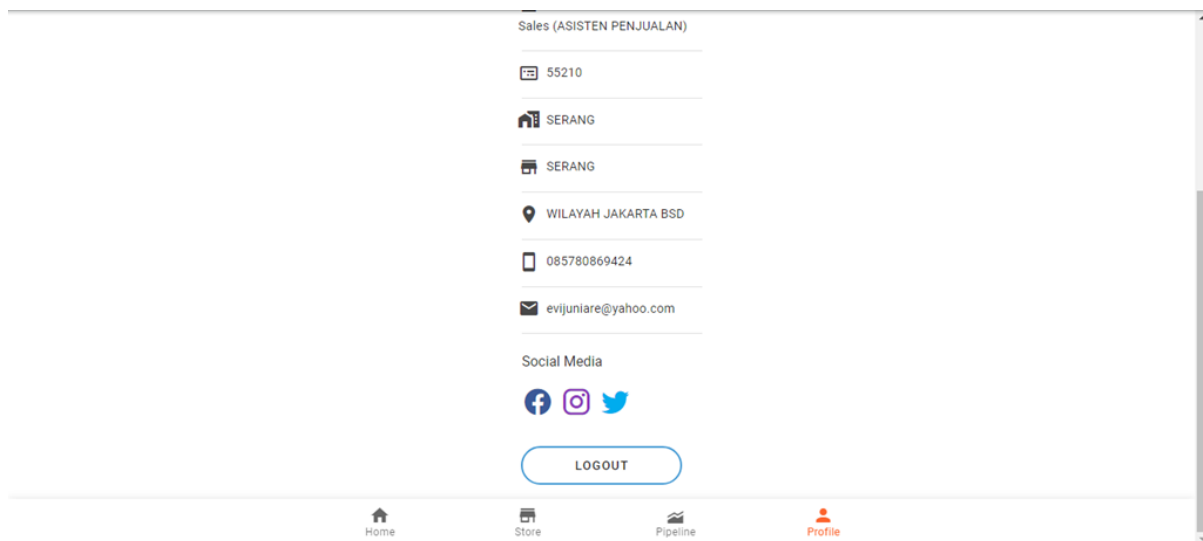 Sales (ASISTEN PENJUALAN)
55210
SERANG
SERANG
WILAYAH JAKARTA BSD
085780869424
evijuniare@yahoo.com
Social Media
LOGOUT
Home
Store
Pipeline
Profile